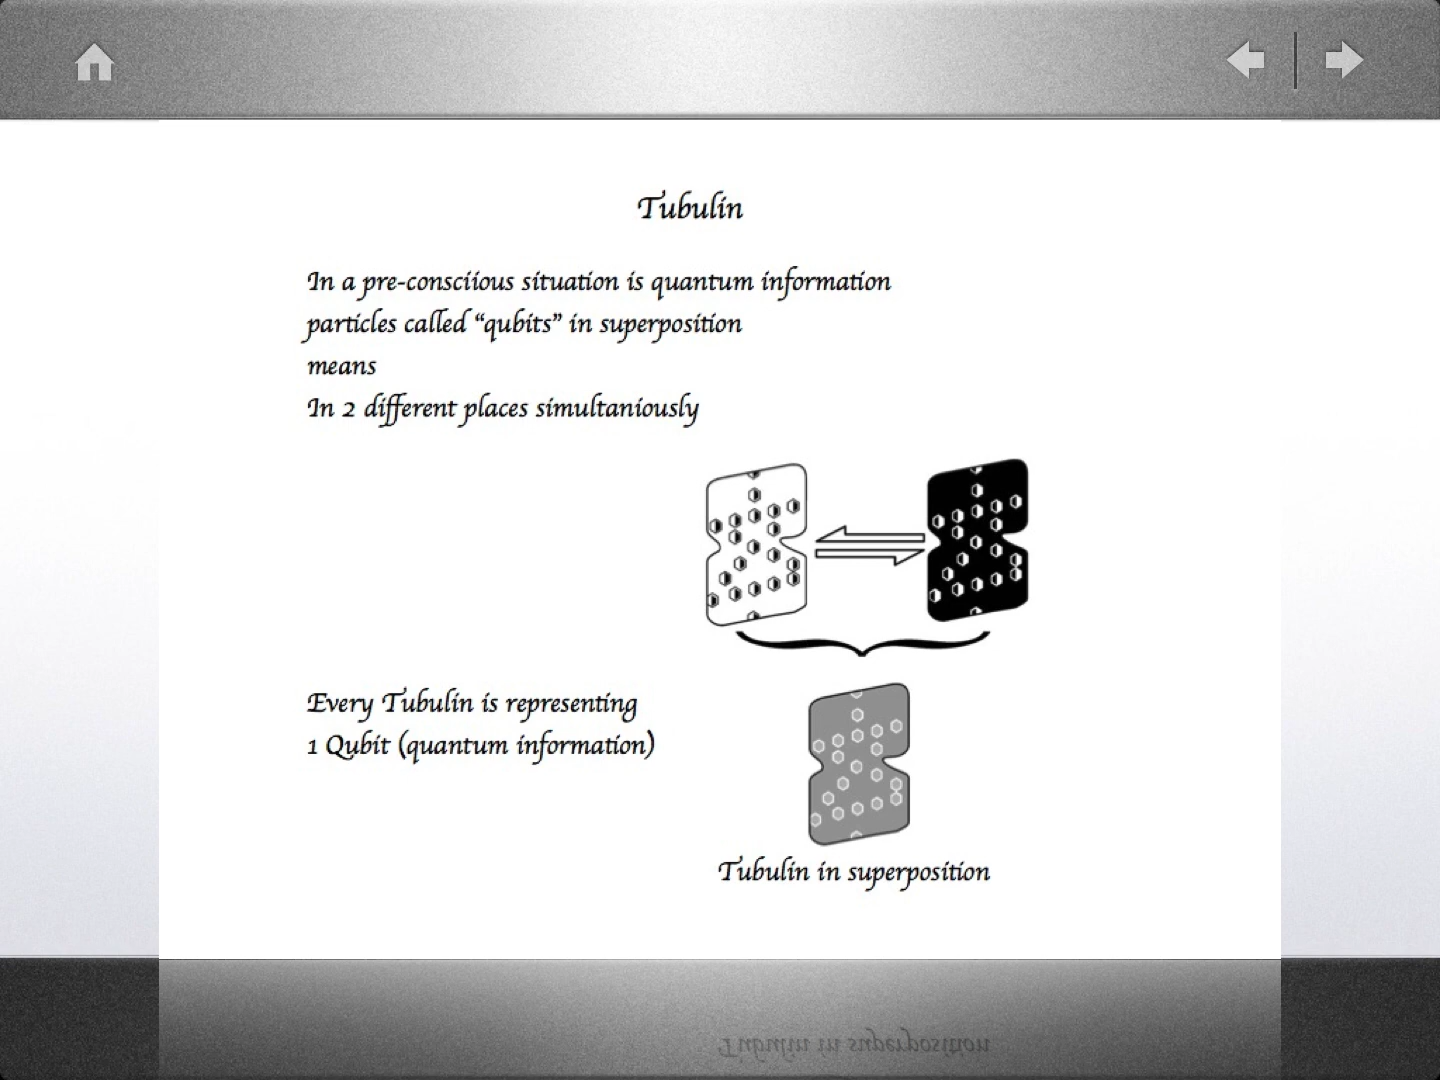 Tubulin
In a pre-consciious situation is quantum information
particles called “qubits” in superposition
means
In 2 different places simultaniously
Every Tubulin is representing
1 Qubit (quantum information)
Tubulin in superposition